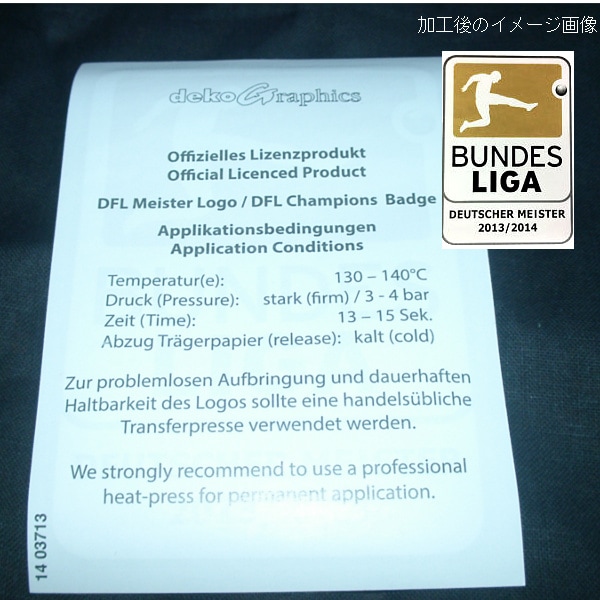 加工後のイメージ画像
deko Graphics
Offizielles Lizenzprodukt
Official Licenced Product
DFL Meister Logo / DFL Champions Badge
Applikationsbedingungen
Application Conditions
Temperatur(e): 130 – 140°C
Druck (Pressure): stark (firm) / 3 - 4 bar
Zeit (Time): 13 – 15 Sek.
Abzug Trägerpapier (release): kalt (cold)
Zur problemlosen Aufbringung und dauerhaften
Haltbarkeit des Logos sollte eine handelsübliche
Transferpresse verwendet werden.
We strongly recommend to use a professional
heat-press for permanent application.
14 03713
BUNDES
LIGA
DEUTSCHER MEISTER
2013/2014